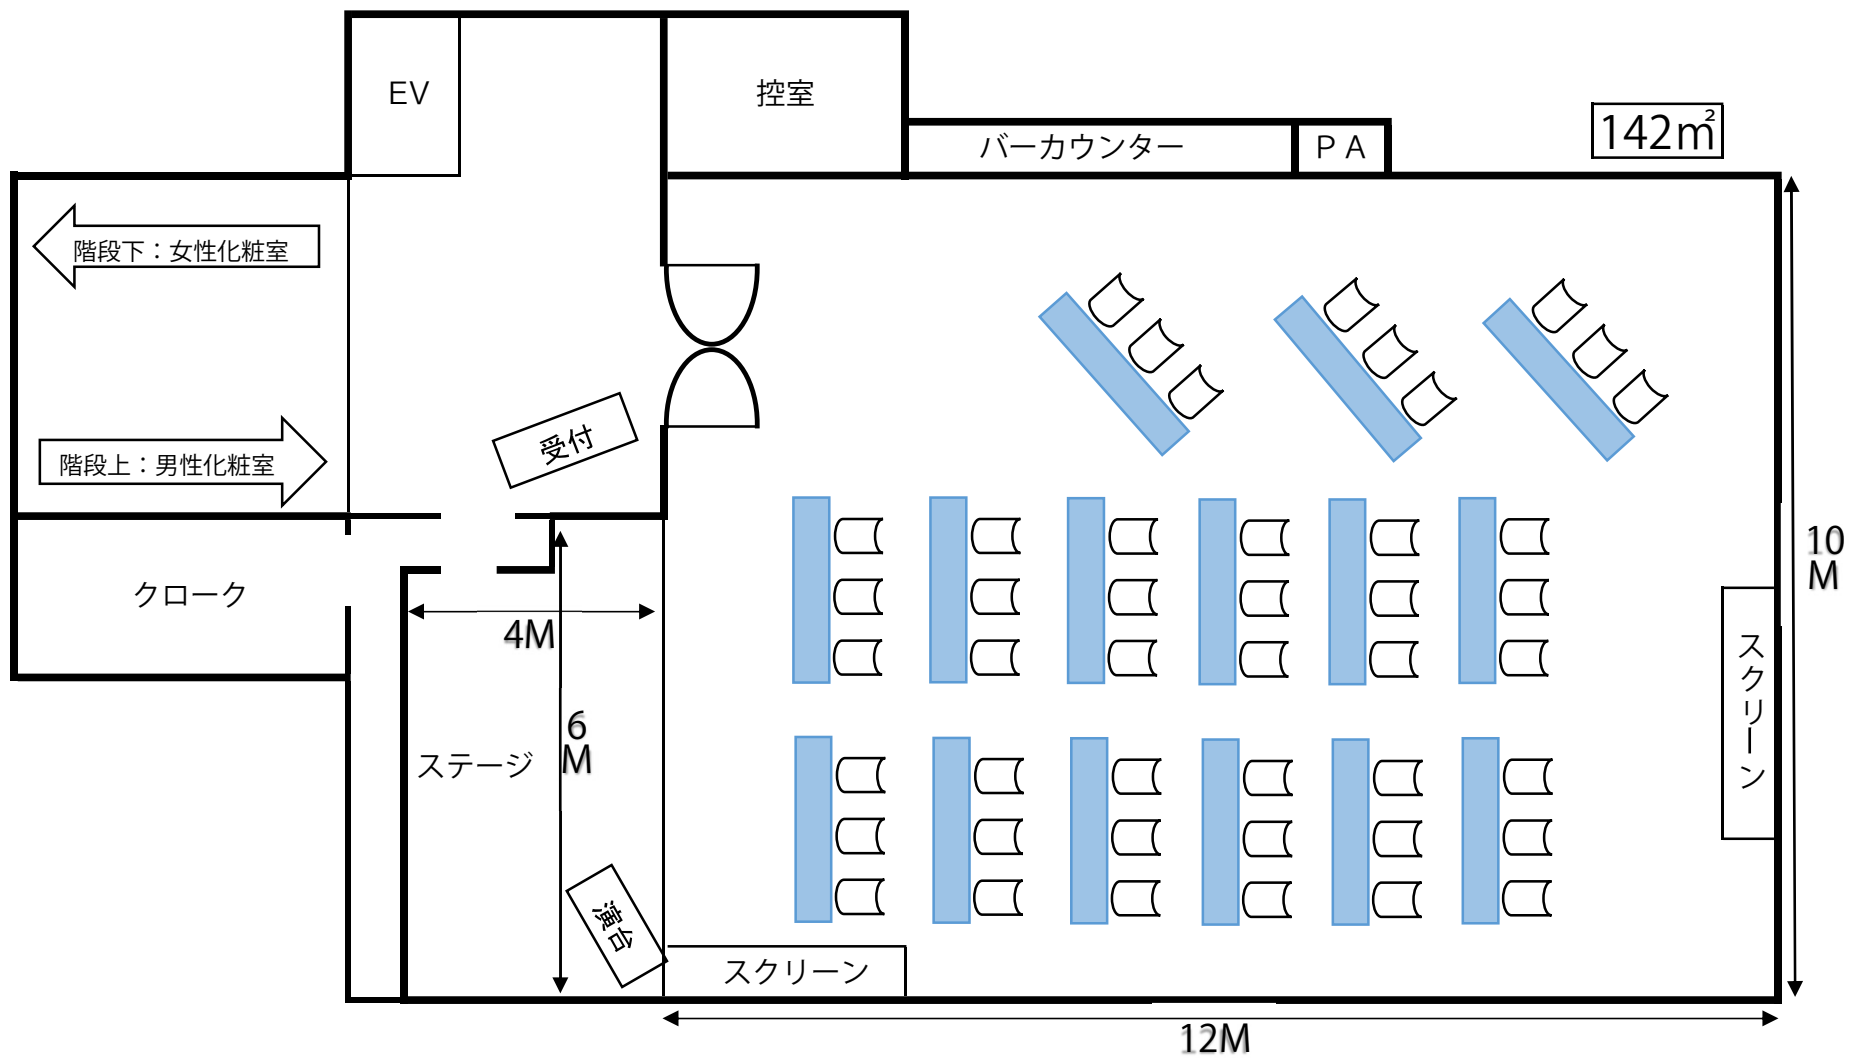 EV
控室
バーカウンター
ＰＡ
142㎡
階段下：女性化粧室
階段上：男性化粧室
受付
クローク
4M
6M
ステージ
演台
スクリーン
スクリーン
10M
12M